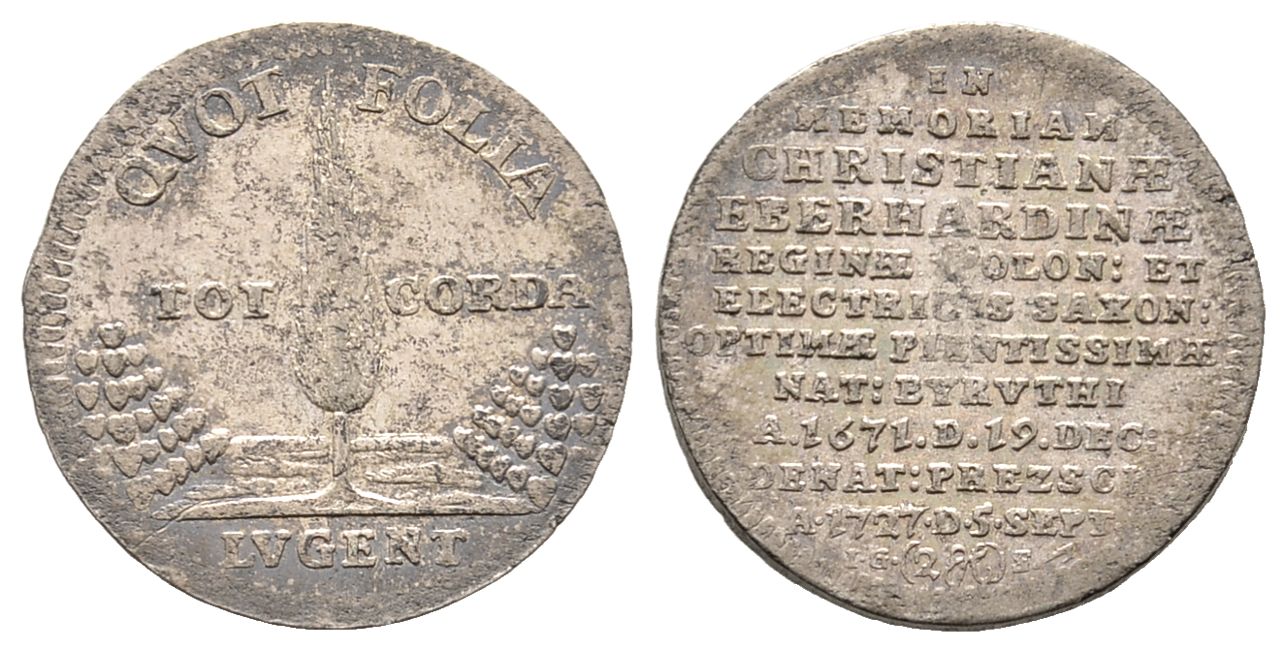 QVOT FOLIA
TOT CORDA
LVGENT
IN
MEMORIAM
CHRISTIANÆ
EBERHARDINÆ
REGINÆ POLON: ET
ELECTRICIS SAXON:
OPTIMÆ PIENTISSIMÆ
NAT: BYRVTHI
A. 1671. D. 19. DEC:
DENAT: PREZSCI
A. 1727. D. 5. SEPT